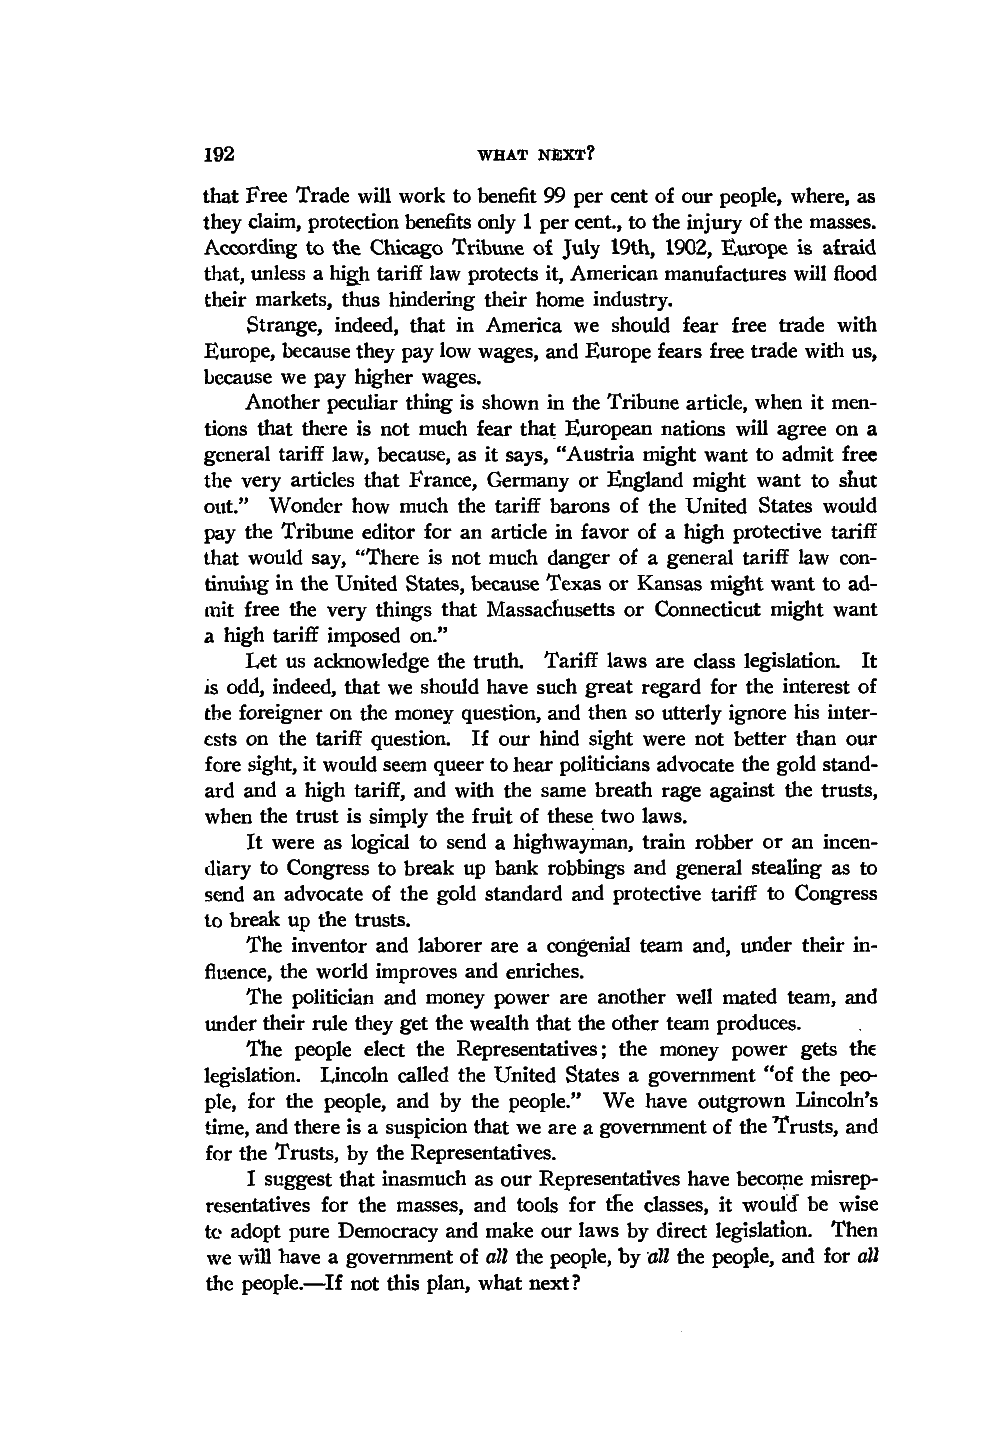 192 WHAT NEXT?
that Free Trade will work to benefit 99 per cent of our people, where, as
they claim, protection benefits only 1 per cent., to the injury of the masses.
According to the Chicago Tribune of July 19th, 1902, Europe is afraid
that, unless a high tariff law protects it, American manufactures will flood
their markets, thus hindering their home industry.
Strange, indeed, that in America we should fear free trade with
Europe, because they pay low wages, and Europe fears free trade with us,
because we pay higher wages.
Another peculiar thing is shown in the Tribune article, when it men-
tions that there is not much fear that European nations will agree on a
general tariff law, because, as it says, “Austria might want to admit free
the very articles that France, Germany or England might want to shut
out.” Wonder how much the tariff barons of the United States would
pay the Tribune editor for an article in favor of a high protective tariff
that would say, “There is not much danger of a general tariff law con-
tinuing in the United States, because Texas or Kansas might want to ad-
mit free the very things that Massachusetts or Connecticut might want
a high tariff imposed on.”
Let us acknowledge the truth. Tariff laws are class legislation. It
is odd, indeed, that we should have such great regard for the interest of
the foreigner on the money question, and then so utterly ignore his inter-
ests on the tariff question. If our hind sight were not better than our
fore sight, it would seem queer to hear politicians advocate the gold stand-
ard and a high tariff, and with the same breath rage against the trusts,
when the trust is simply the fruit of these two laws.
It were as logical to send a highwayman, train robber or an incen-
diary to Congress to break up bank robbings and general stealing as to
send an advocate of the gold standard and protective tariff to Congress
to break up the trusts.
The inventor and laborer are a congenial team and, under their in-
fluence, the world improves and enriches.
The politician and money power are another well mated team, and
under their rule they get the wealth that the other team produces.
The people elect the Representatives; the money power gets the
legislation. Lincoln called the United States a government “of the peo-
ple, for the people, and by the people.” We have outgrown Lincoln’s
time, and there is a suspicion that we are a government of the Trusts, and
for the Trusts, by the Representatives.
I suggest that inasmuch as our Representatives have become misrep-
resentatives for the masses, and tools for the classes, it would be wise
to adopt pure Democracy and make our laws by direct legislation. Then
we will have a government of all the people, by all the people, and for all
the people.—If not this plan, what next?